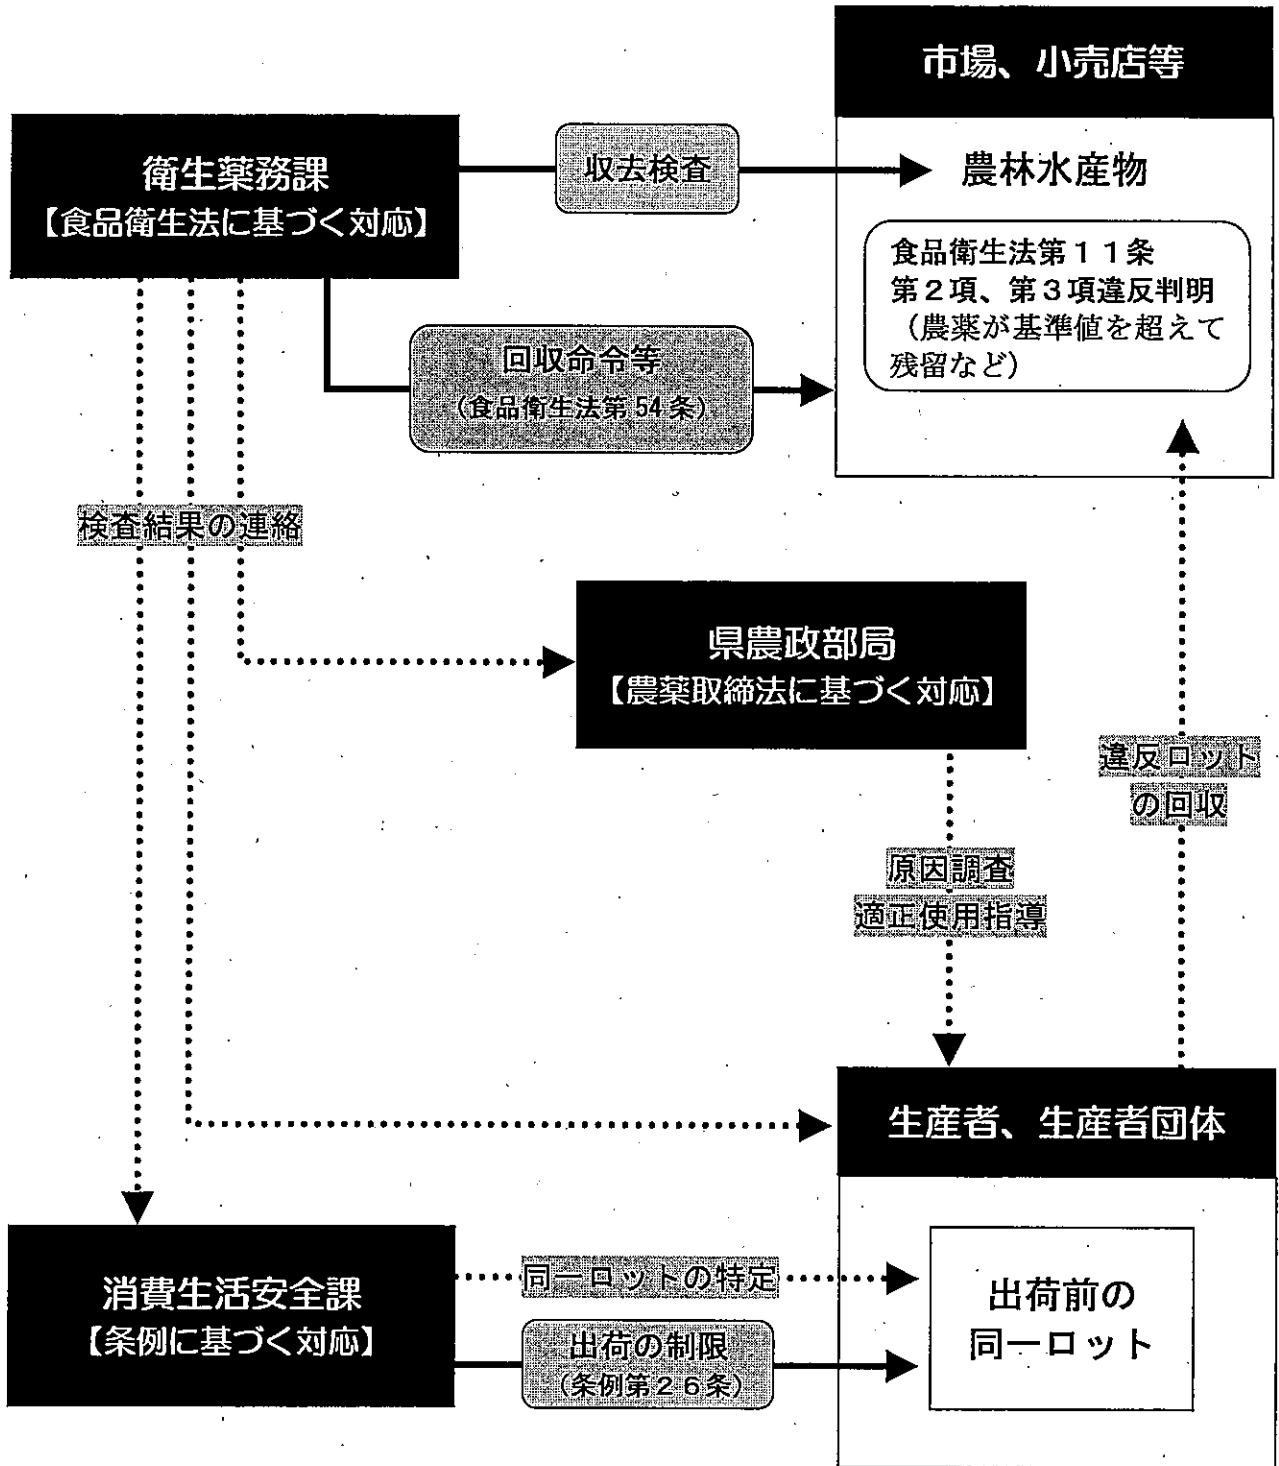 市場、小売店等
衛生薬務課
【食品衛生法に基づく対応】
収去検査
農林水産物
食品衛生法第11条
第2項、第3項違反判明
(農薬が基準値を超えて
残留など)
回収命令等
(食品衛生法第54条)
検査結果の連絡
県農政部局
【農薬取締法に基づく対応】
違反ロット
の回収
原因調査
適正使用指導
生産者、生産者団体
消費生活安全課
【条例に基づく対応】
同一ロットの特定
出荷の制限
(条例第26条)
出荷前の
同一ロット